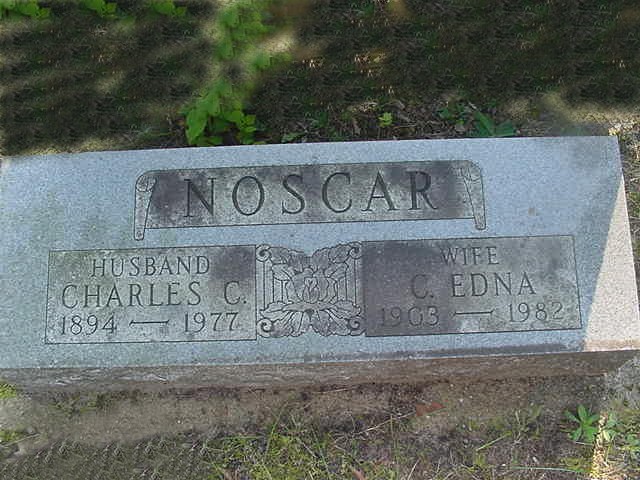 NOSCAR
HUSBAND
CHARLES C.
1894 — 1977
WIFE
C. EDNA
1903 — 1982